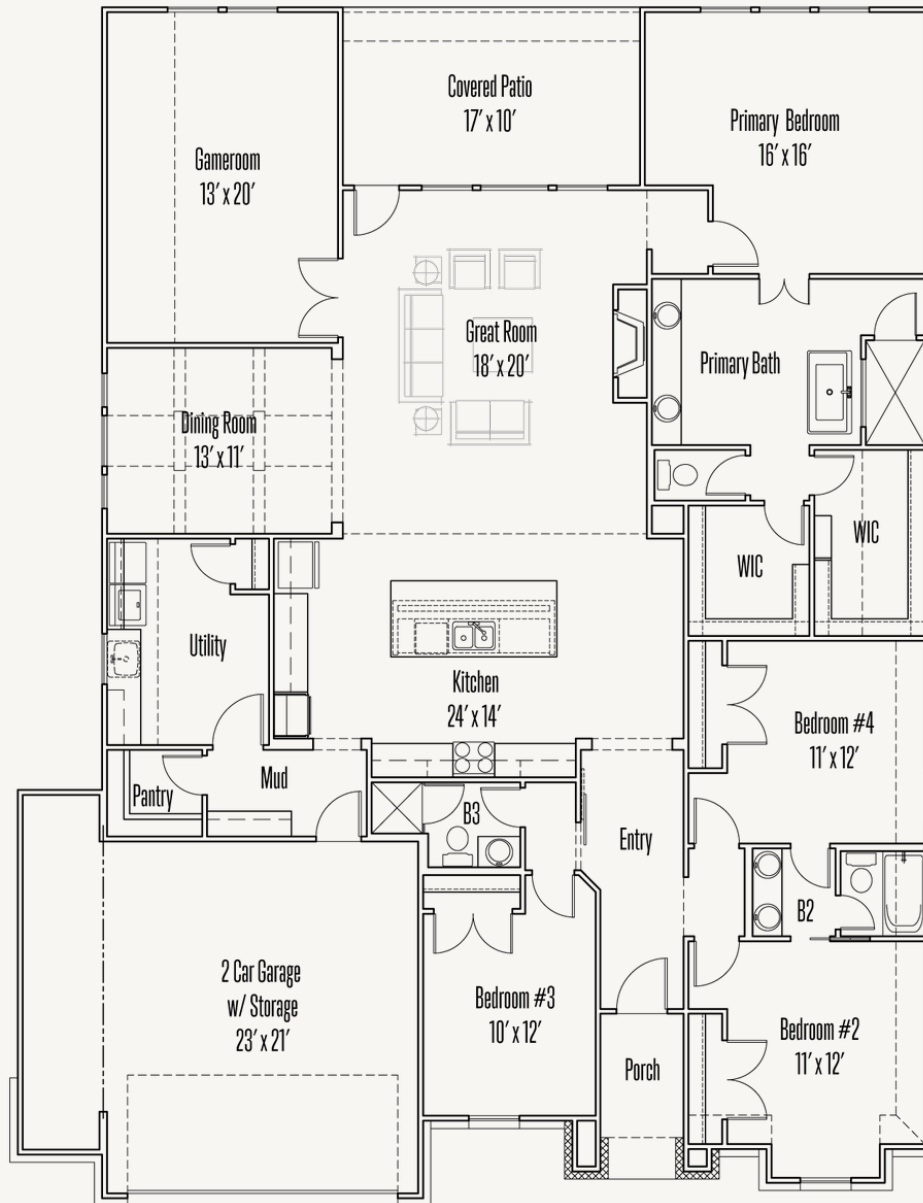 Covered Patio
17' x 10'
Primary Bedroom
16' x 16'
Gameroom
13' x 20'
Great Room
18' x 20'
Primary Bath
Dining Room
13' x 11'
WIC
WIC
Utility
Kitchen
24' x 14'
Bedroom #4
11' x 12'
Pantry
Mud
B3
Entry
B2
2 Car Garage
w/ Storage
23' x 21'
Bedroom #3
10' x 12'
Porch
Bedroom #2
11' x 12'